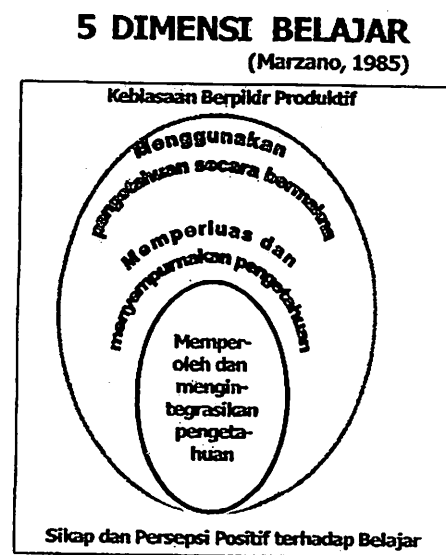 5 DIMENSI BELAJAR
(Marzano, 1985)
Kebiasaan Berpikir Produktif
Menggunakan
pengetahuan secara bermakna
Memperluas dan
menyempurnakan pengetahuan
Memper-
oleh dan
mengin-
tegrasikan
pengeta-
huan
Sikap dan Persepsi Positif terhadap Belajar